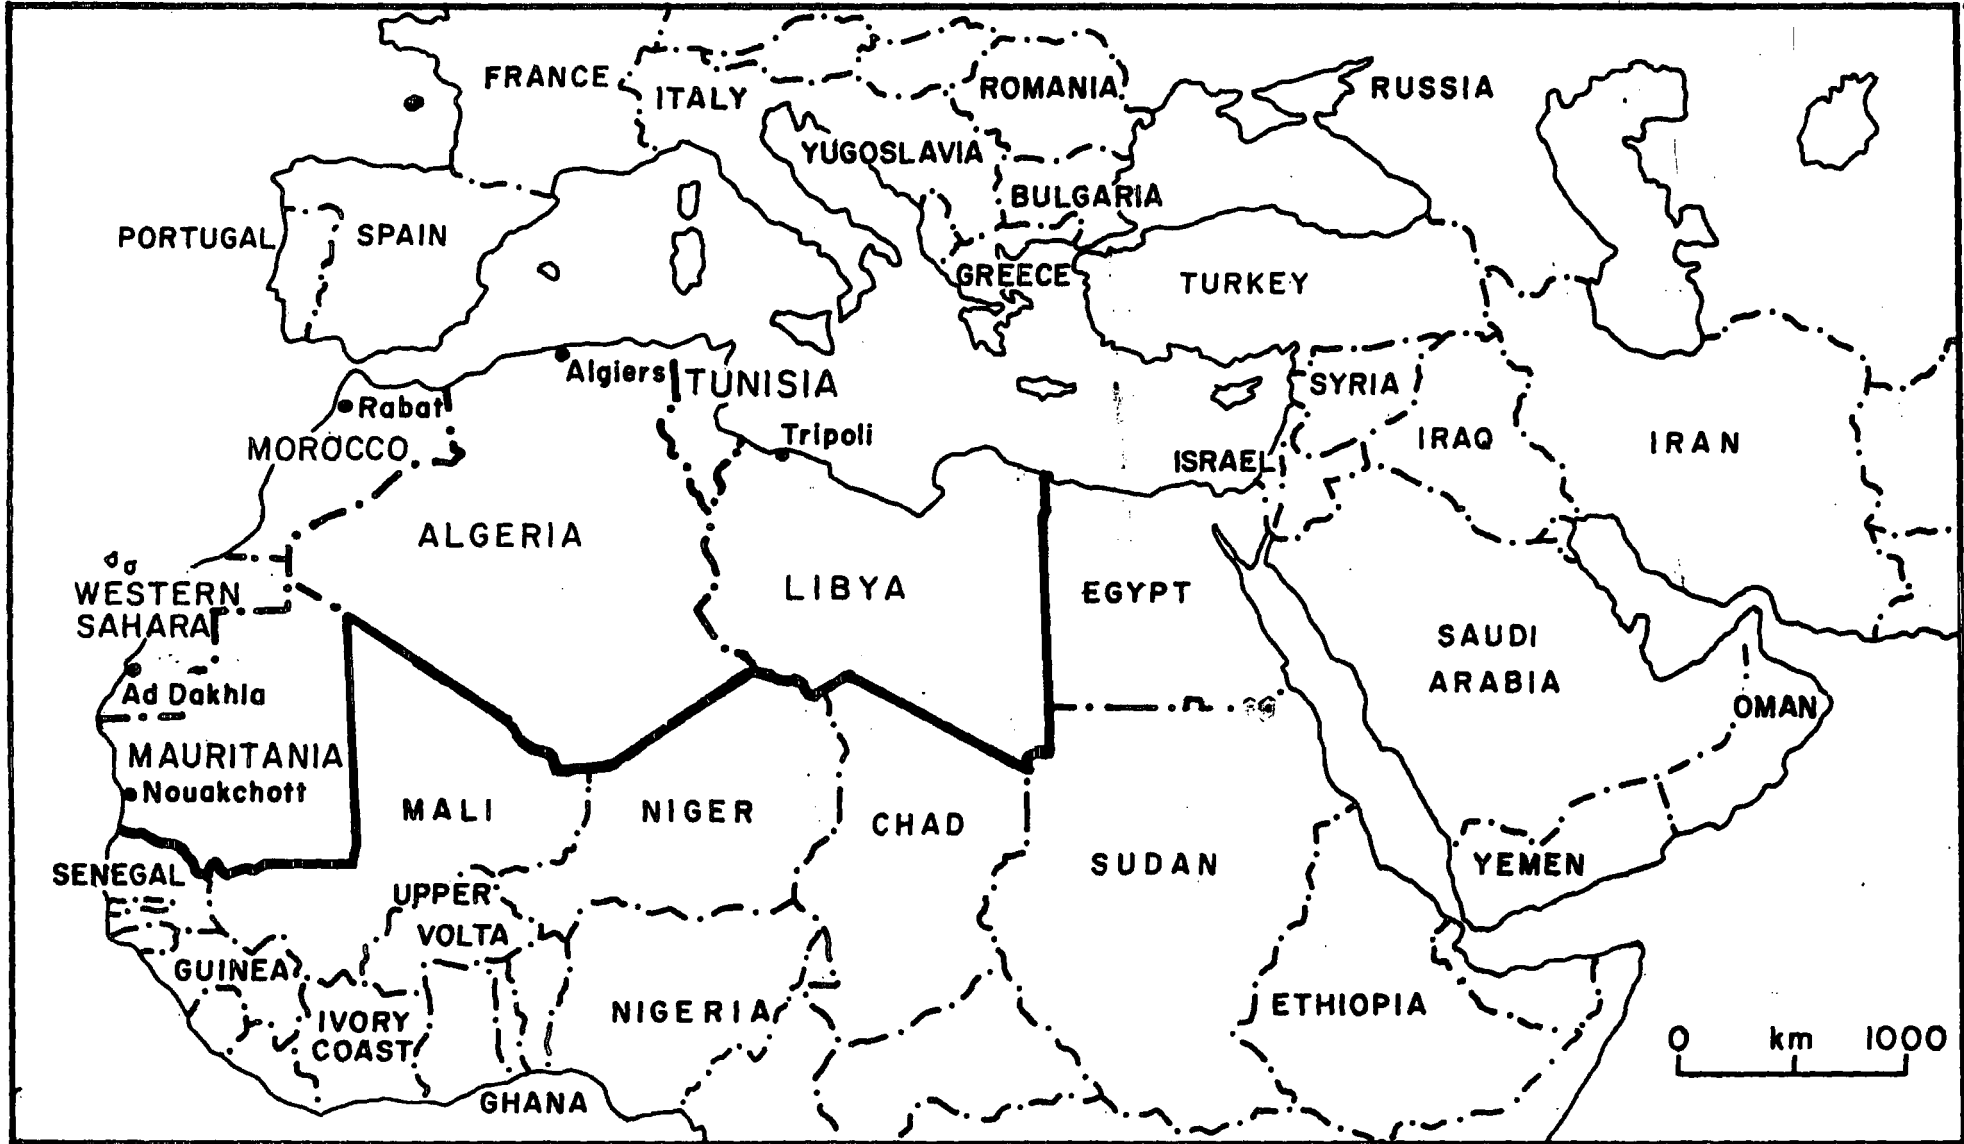 FRANCE
ITALY
ROMANIA
RUSSIA
YUGOSLAVIA
BULGARIA
PORTUGAL
SPAIN
GREECE
TURKEY
Algiers
TUNISIA
SYRIA
Rabat
MOROCCO
Tripoli
ISRAEL
IRAQ
IRAN
ALGERIA
LIBYA
EGYPT
WESTERN
SAHARA
SAUDI
ARABIA
Ad Dakhla
OMAN
MAURITANIA
Nouakchott
MALI
NIGER
CHAD
SUDAN
YEMEN
SENEGAL
UPPER
VOLTA
GUINEA
IVORY
COAST
NIGERIA
ETHIOPIA
GHANA
0 km 1000